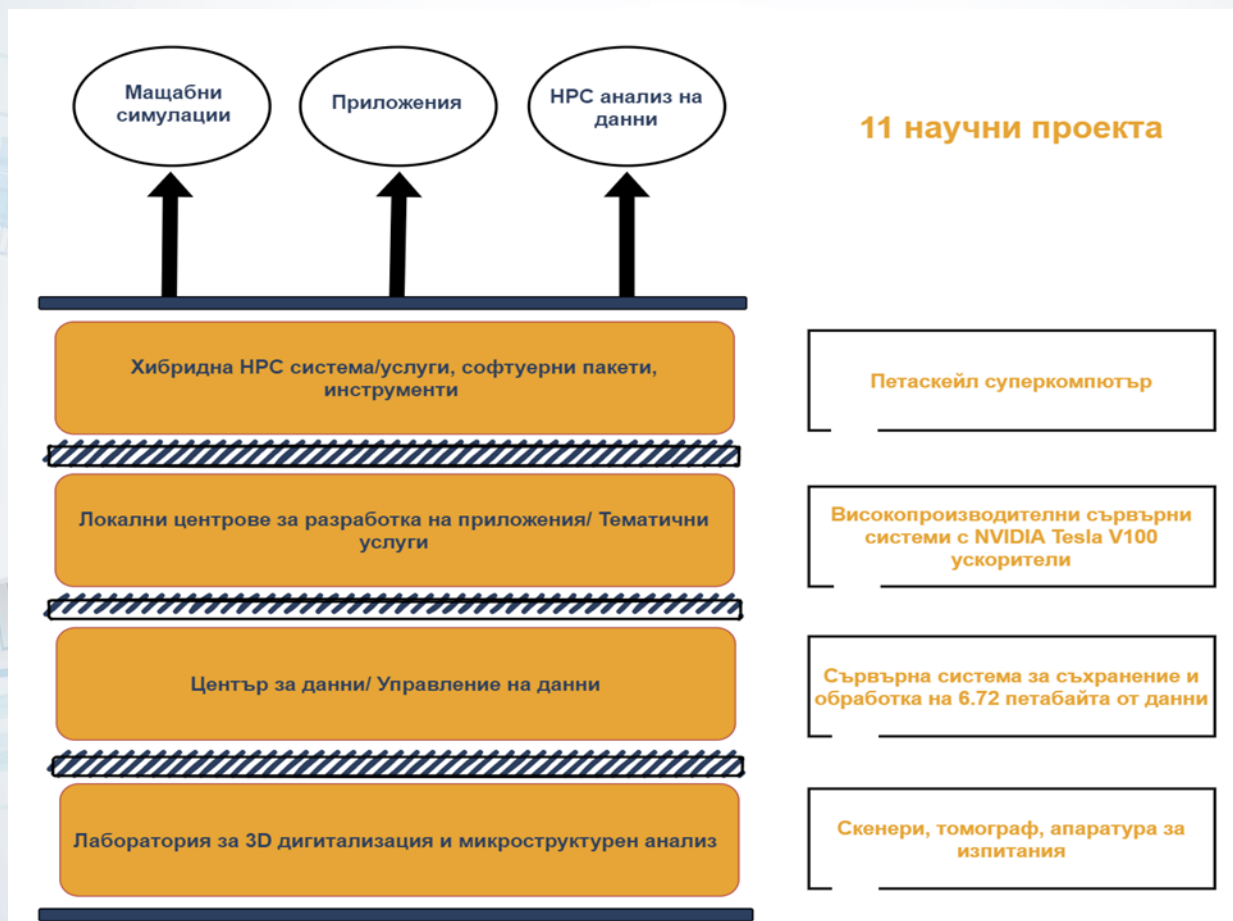 Мащабни
симулации
Приложения
HPC анализ на
данни
11 научни проекта
Хибридна HPC система/услуги, софтуерни пакети,
инструменти
Петаскейл суперкомпютър
Локални центрове за разработка на приложения/ Тематични
услуги
Високопроизводителни сървърни
системи с NVIDIA Tesla V100
ускорители
Център за данни/ Управление на данни
Сървърна система за съхранение и
обработка на 6.72 петабайта от данни
Лаборатория за 3D дигитализация и микроструктурен анализ
Скенери, томограф, апаратура за
изпитания